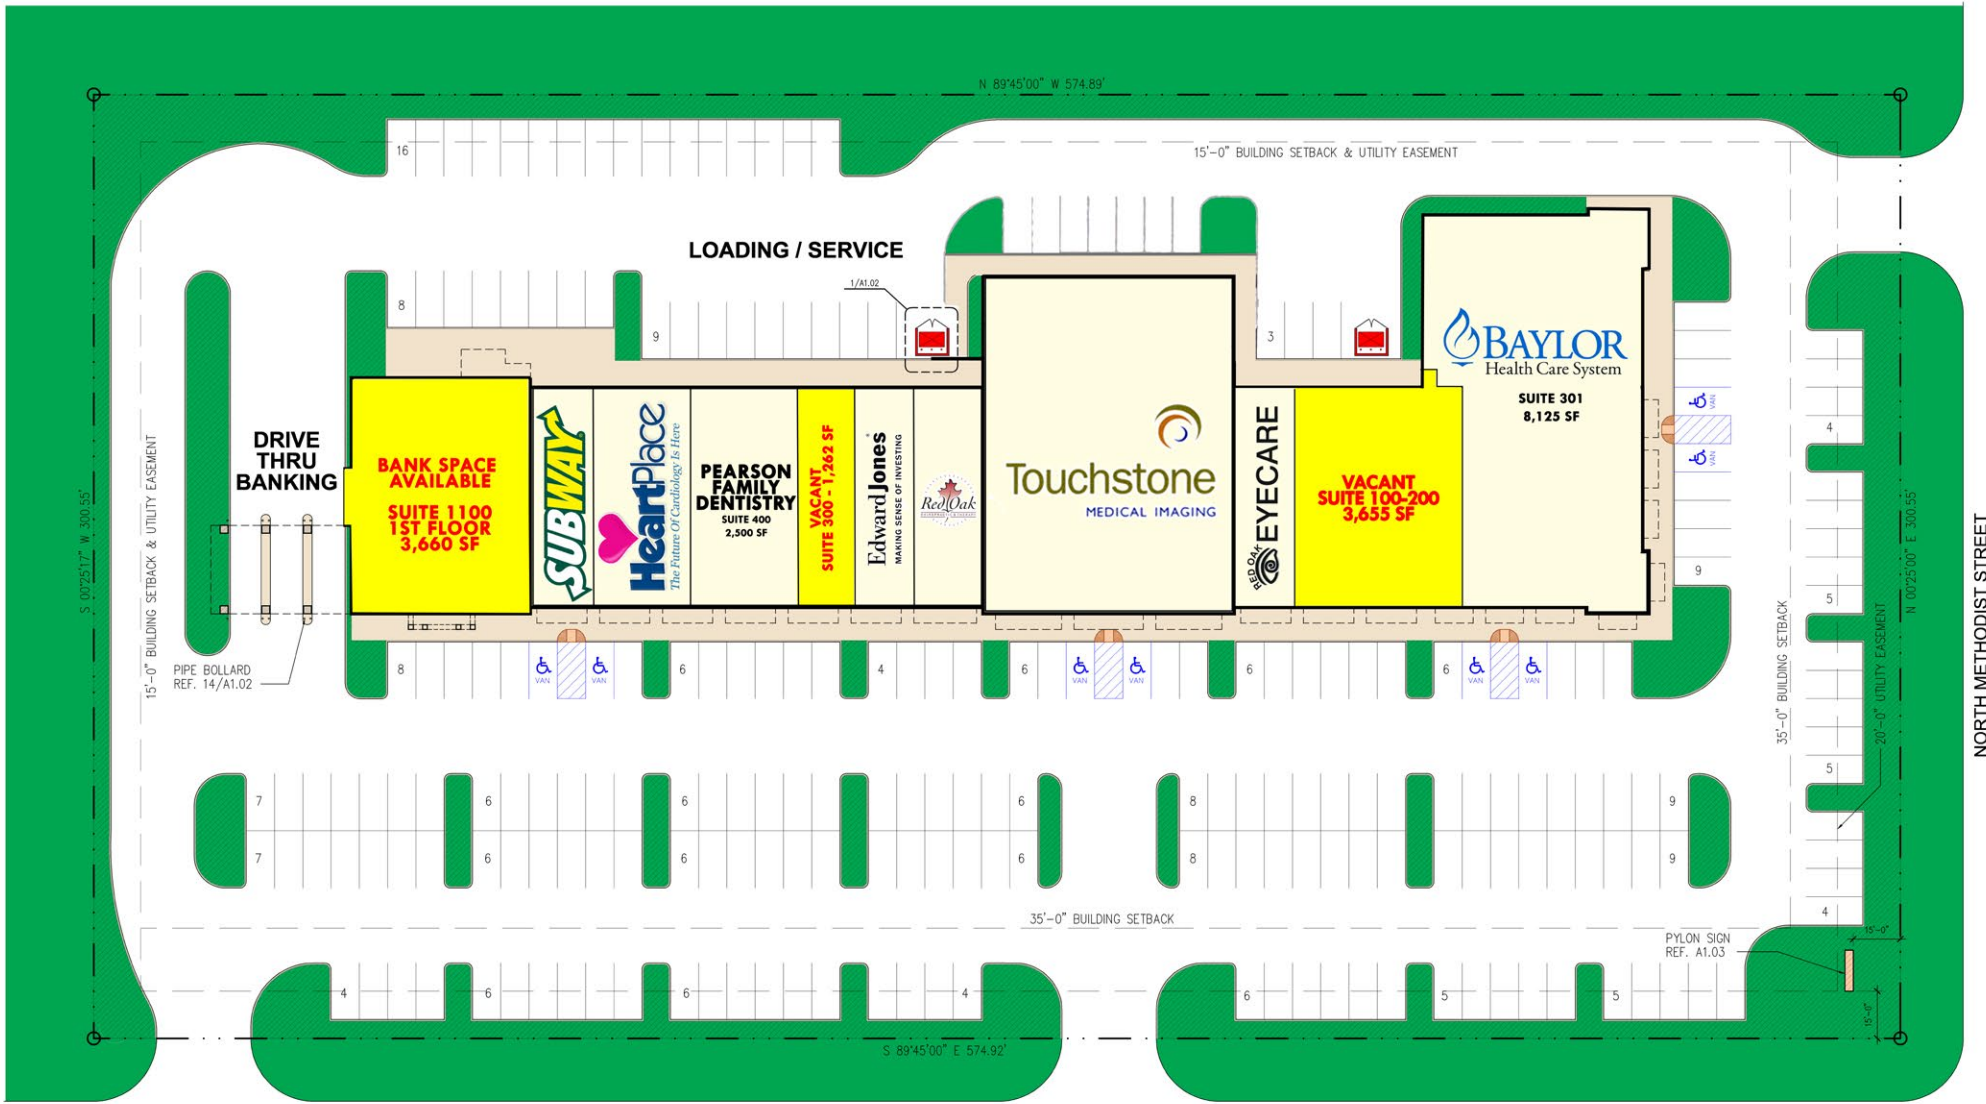 N 89°45'00" W 574.89'
16
15'-0" BUILDING SETBACK & UTILITY EASEMENT
LOADING / SERVICE
1/A1.02
8
9
3
BAYLOR
Health Care System
SUITE 301
8,125 SF
VAN
VAN
4
9
5
5
4
DRIVE
THRU
BANKING
BANK SPACE
AVAILABLE
SUITE 1100
1ST FLOOR
3,660 SF
SUBWAY
HeartPlace
The Future Of Cardiology Is Here
PEARSON
FAMILY
DENTISTRY
SUITE 400
2,500 SF
VACANT
SUITE 300 - 1,262 SF
Edward Jones
MAKING SENSE OF INVESTING
Red Oak
Touchstone
MEDICAL IMAGING
RED OAK
EYECARE
VACANT
SUITE 100-200
3,655 SF
S 00°25'17" W 300.55'
15'-0" BUILDING SETBACK & UTILITY EASEMENT
N 00°25'00" E 300.55'
NORTH METHODIST STREET
35'-0" BUILDING SETBACK
20'-0" UTILITY EASEMENT
PIPE BOLLARD
REF. 14/A1.02
8
VAN
VAN
6
4
6
VAN
VAN
6
6
VAN
VAN
7
6
6
6
8
9
7
6
6
6
8
9
35'-0" BUILDING SETBACK
15'-0"
PYLON SIGN
REF. A1.03
15'-0"
4
6
6
4
6
5
5
S 89°45'00" E 574.92'